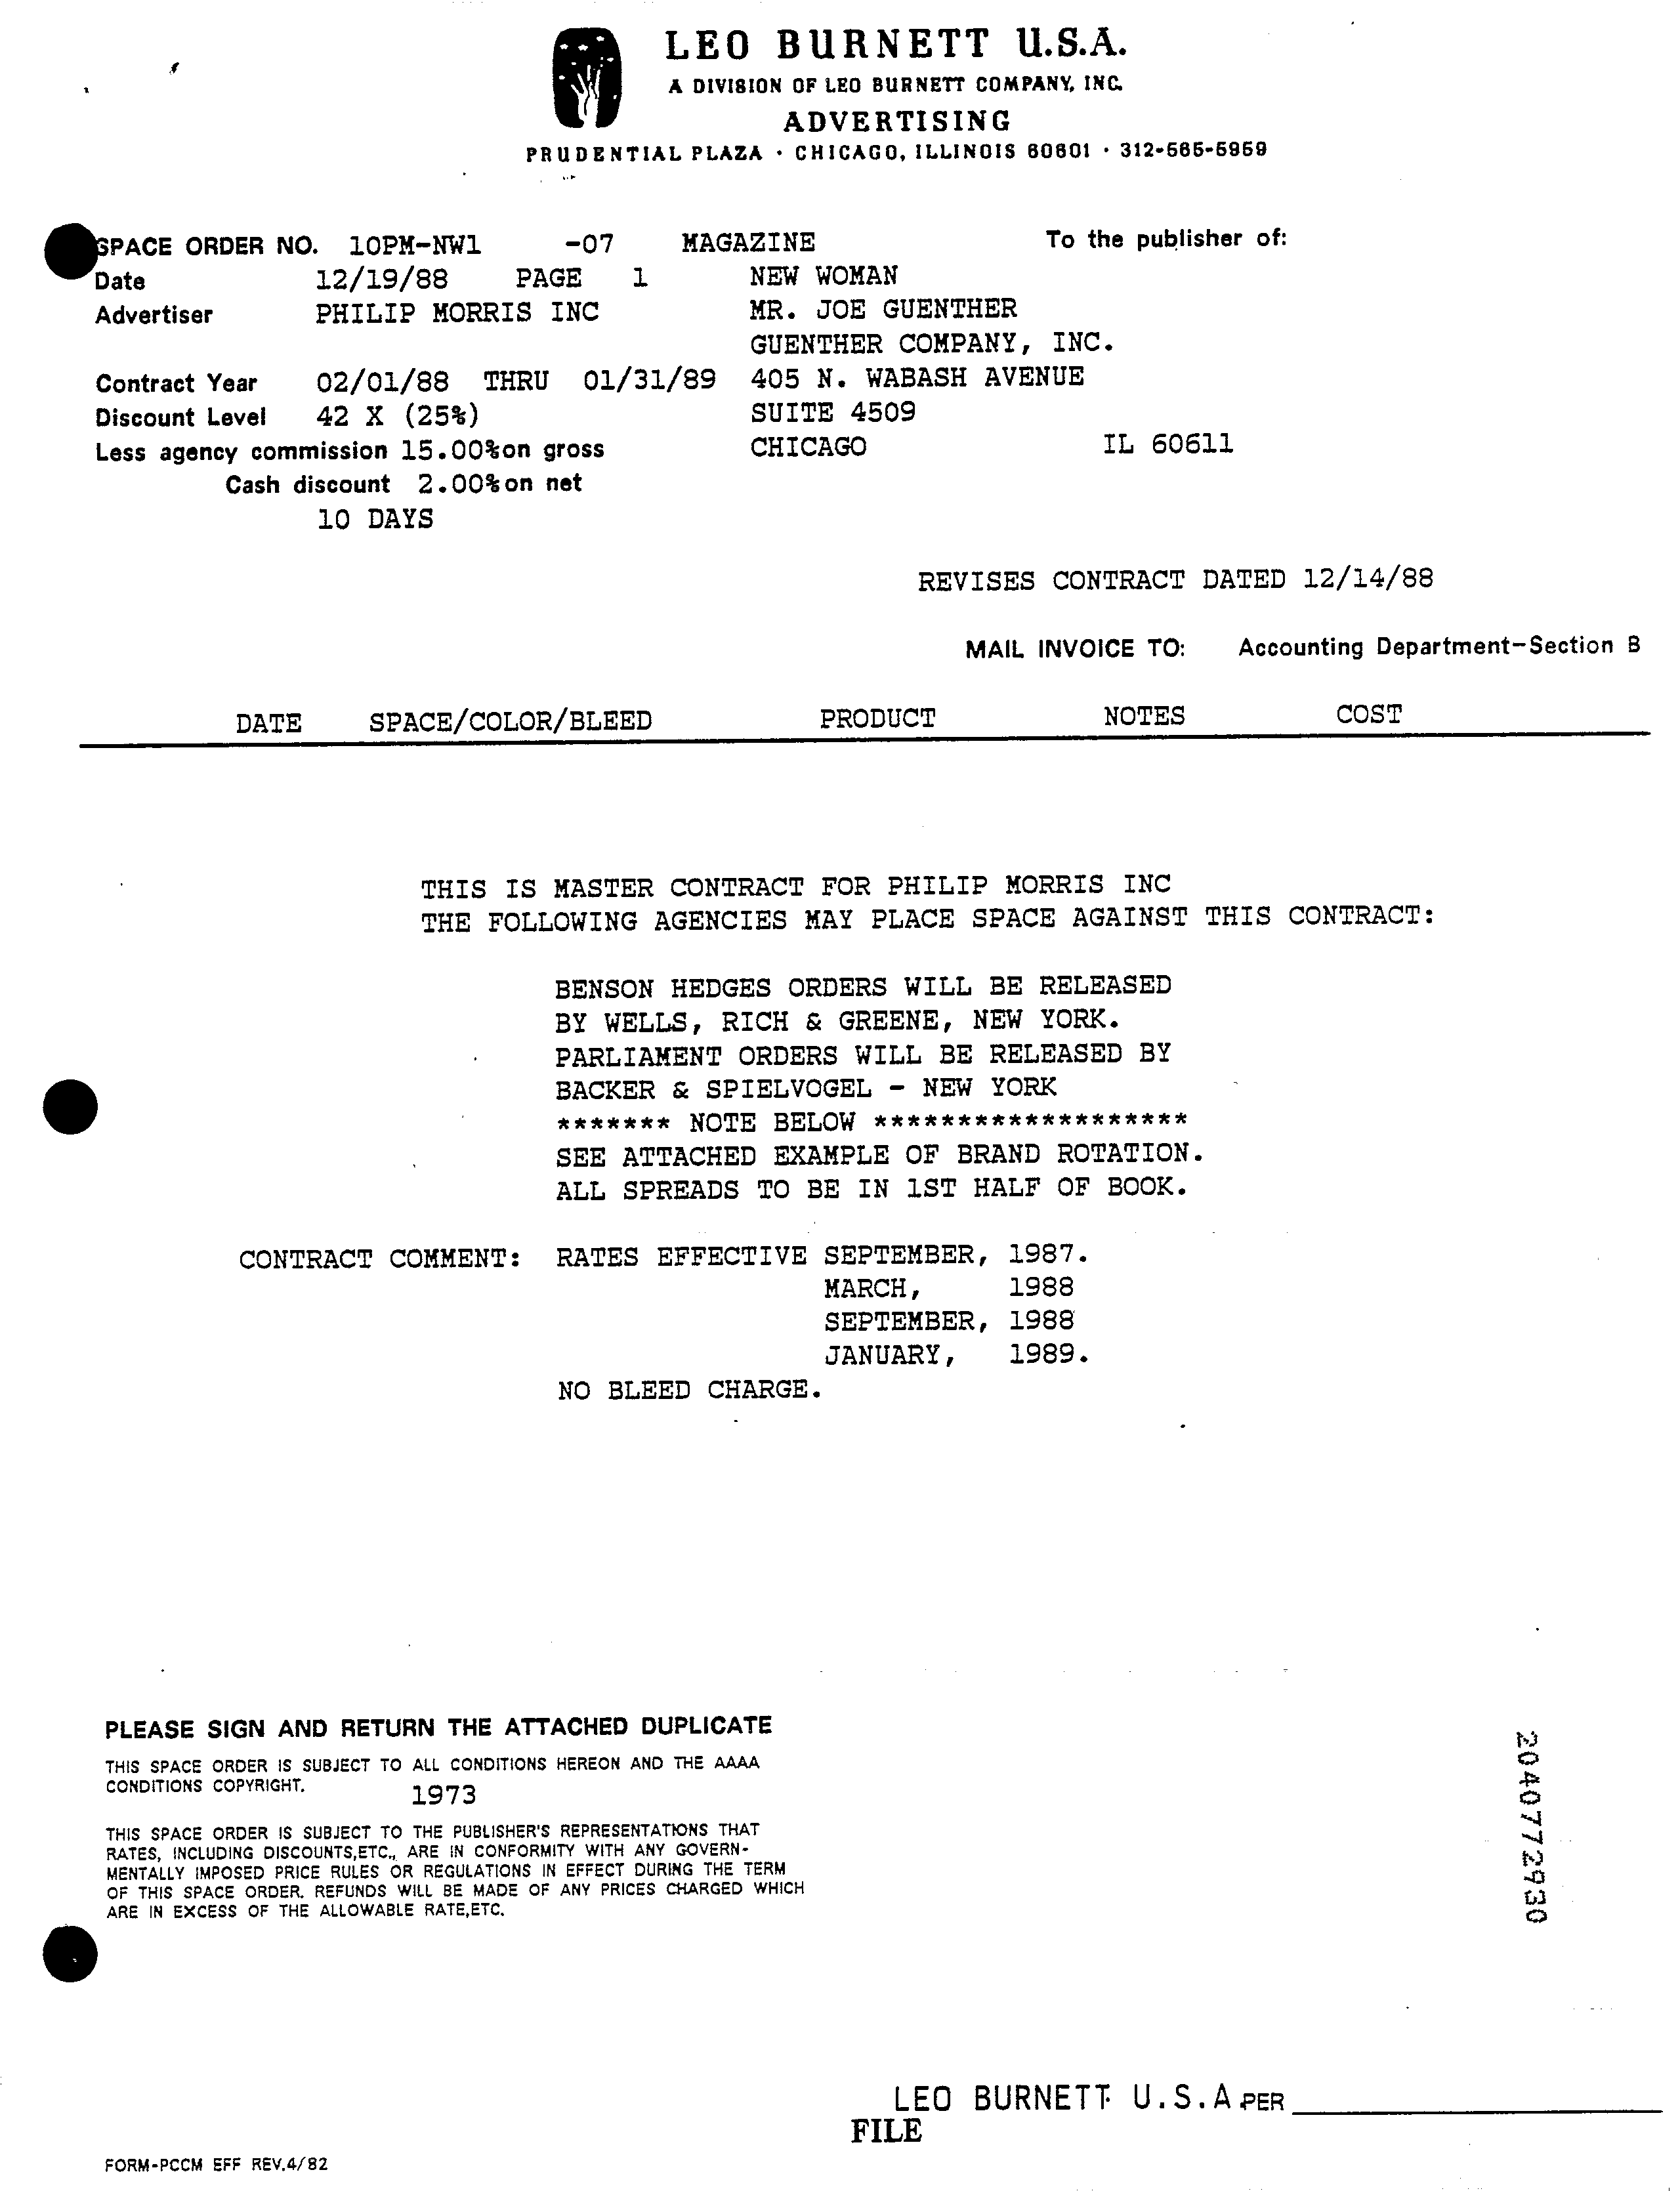 LEO BURNETT U.S.A.
A DIVISION OF LEO BURNETT COMPANY, INC.
ADVERTISING
PRUDENTIAL PLAZA · CHICAGO, ILLINOIS 60601 · 312-565-5959
SPACE ORDER NO. 10PM-NW1 -07 MAGAZINE To the publisher of:
Date 12/19/88 PAGE 1 NEW WOMAN
Advertiser PHILIP MORRIS INC MR. JOE GUENTHER
GUENTHER COMPANY, INC.
Contract Year 02/01/88 THRU 01/31/89 405 N. WABASH AVENUE
Discount Level 42 X (25%) SUITE 4509
Less agency commission 15.00%on gross CHICAGO IL 60611
Cash discount 2.00%on net
10 DAYS
REVISES CONTRACT DATED 12/14/88
MAIL INVOICE TO: Accounting Department-Section B
DATE SPACE/COLOR/BLEED PRODUCT NOTES COST
THIS IS MASTER CONTRACT FOR PHILIP MORRIS INC
THE FOLLOWING AGENCIES MAY PLACE SPACE AGAINST THIS CONTRACT:
BENSON HEDGES ORDERS WILL BE RELEASED
BY WELLS, RICH & GREENE, NEW YORK.
PARLIAMENT ORDERS WILL BE RELEASED BY
BACKER & SPIELVOGEL - NEW YORK
******* NOTE BELOW *******************
SEE ATTACHED EXAMPLE OF BRAND ROTATION.
ALL SPREADS TO BE IN 1ST HALF OF BOOK.
CONTRACT COMMENT: RATES EFFECTIVE SEPTEMBER, 1987.
MARCH, 1988
SEPTEMBER, 1988
JANUARY, 1989.
NO BLEED CHARGE.
PLEASE SIGN AND RETURN THE ATTACHED DUPLICATE
THIS SPACE ORDER IS SUBJECT TO ALL CONDITIONS HEREON AND THE AAAA
CONDITIONS COPYRIGHT. 1973
THIS SPACE ORDER IS SUBJECT TO THE PUBLISHER'S REPRESENTATIONS THAT
RATES, INCLUDING DISCOUNTS,ETC., ARE IN CONFORMITY WITH ANY GOVERN-
MENTALLY IMPOSED PRICE RULES OR REGULATIONS IN EFFECT DURING THE TERM
OF THIS SPACE ORDER. REFUNDS WILL BE MADE OF ANY PRICES CHARGED WHICH
ARE IN EXCESS OF THE ALLOWABLE RATE,ETC.
2040772930
LEO BURNETT U.S.A PER
FILE
FORM-PCCM EFF REV.4/82